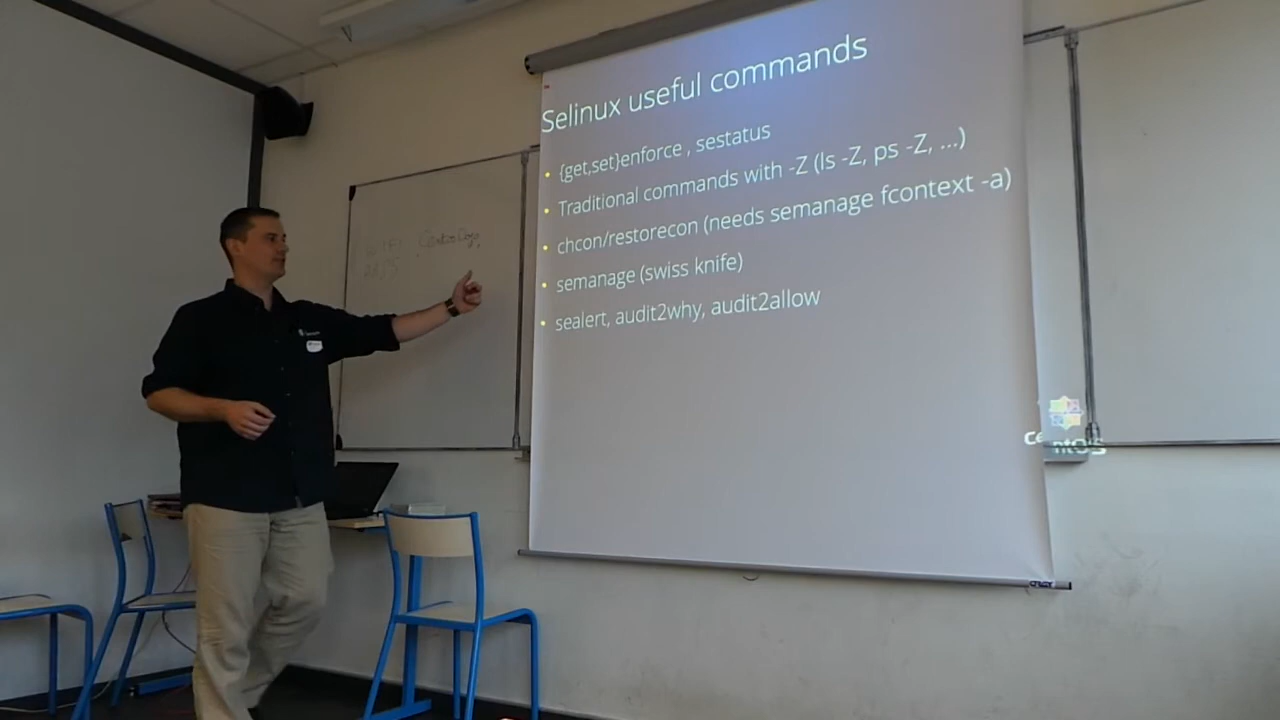 Selinux useful commands
{get,set}enforce , sestatus
Traditional commands with -Z (ls -Z, ps -Z, ...)
chcon/restorecon (needs semanage fcontext -a)
semanage (swiss knife)
sealert, audit2why, audit2allow
CentOS